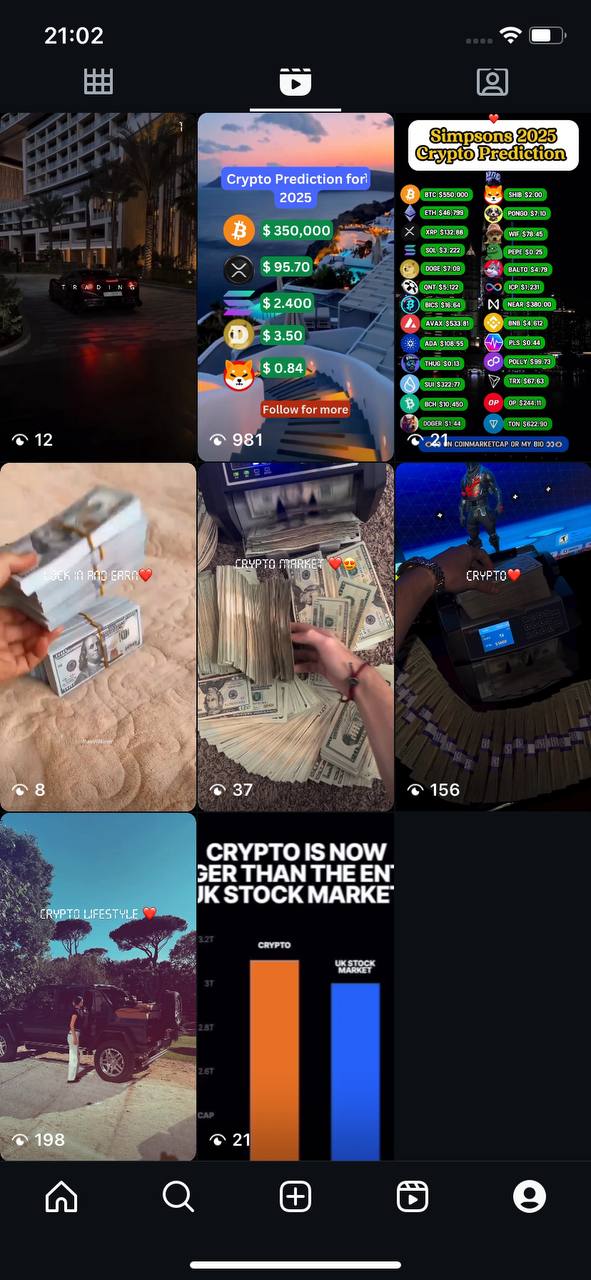 21:02
TRADING
12
Crypto Prediction for
2025
$ 350,000
$ 95.70
$ 2.400
$ 3.50
$ 0.84
Follow for more
981
Simpsons 2025
Crypto Prediction
BTC $550,000
SHIB $2.00
ETH $46,799
PONGO $7.10
XRP $132.88
WIF $78.45
SOL $3,222
PEPE $0.25
DOGE $7.09
BALTO $4.79
QNT $5,122
ICP $1,231
BICS $16.64
NEAR $380.00
AVAX $533.81
BNB $4,612
ADA $108.55
PLS $0.44
THUG $0.13
POLLY $99.73
SUI $322.77
TRX $67.63
BCH $10,450
OP $244.11
DOGER $1.44
TON $622.90
21
ON COINMARKETCAP OR MY BIO
LOCK IN AND EARN❤️
8
CRYPTO MARKET ❤️😍
37
CRYPTO❤️
156
CRYPTO LIFESTYLE ❤️
198
CRYPTO IS NOW
GER THAN THE ENT
UK STOCK MARKET
3.2T
CRYPTO
UK STOCK
MARKET
3T
2.8T
2.6T
CAP
21